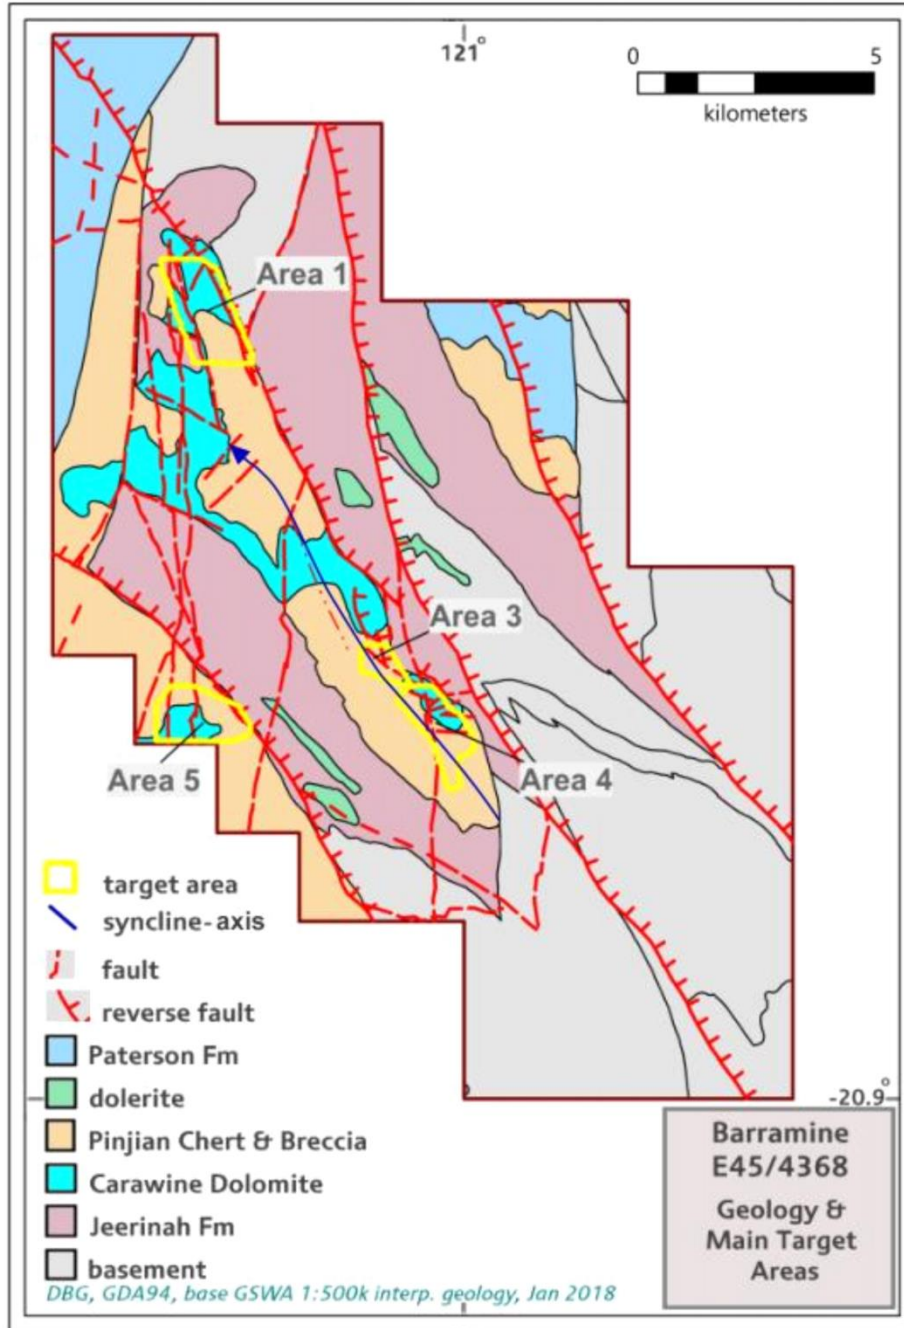 121°
0 5
kilometers
Area 1
Area 3
Area 5
Area 4
target area
syncline-axis
fault
reverse fault
Paterson Fm
dolerite
Pinjian Chert & Breccia
Carawine Dolomite
Jeerinah Fm
basement
-20.9°
Barramine
E45/4368
Geology &
Main Target
Areas
DBG, GDA94, base GSWA 1:500k interp. geology, Jan 2018